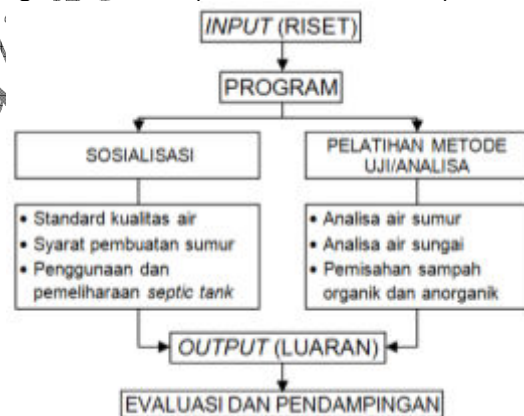 INPUT (RISET)
PROGRAM
SOSIALISASI
• Standard kualitas air
• Syarat pembuatan sumur
• Penggunaan dan
pemeliharaan septic tank
PELATIHAN METODE
UJI/ANALISA
• Analisa air sumur
• Analisa air sungai
• Pemisahan sampah
organik dan anorganik
OUTPUT (LUARAN)
EVALUASI DAN PENDAMPINGAN